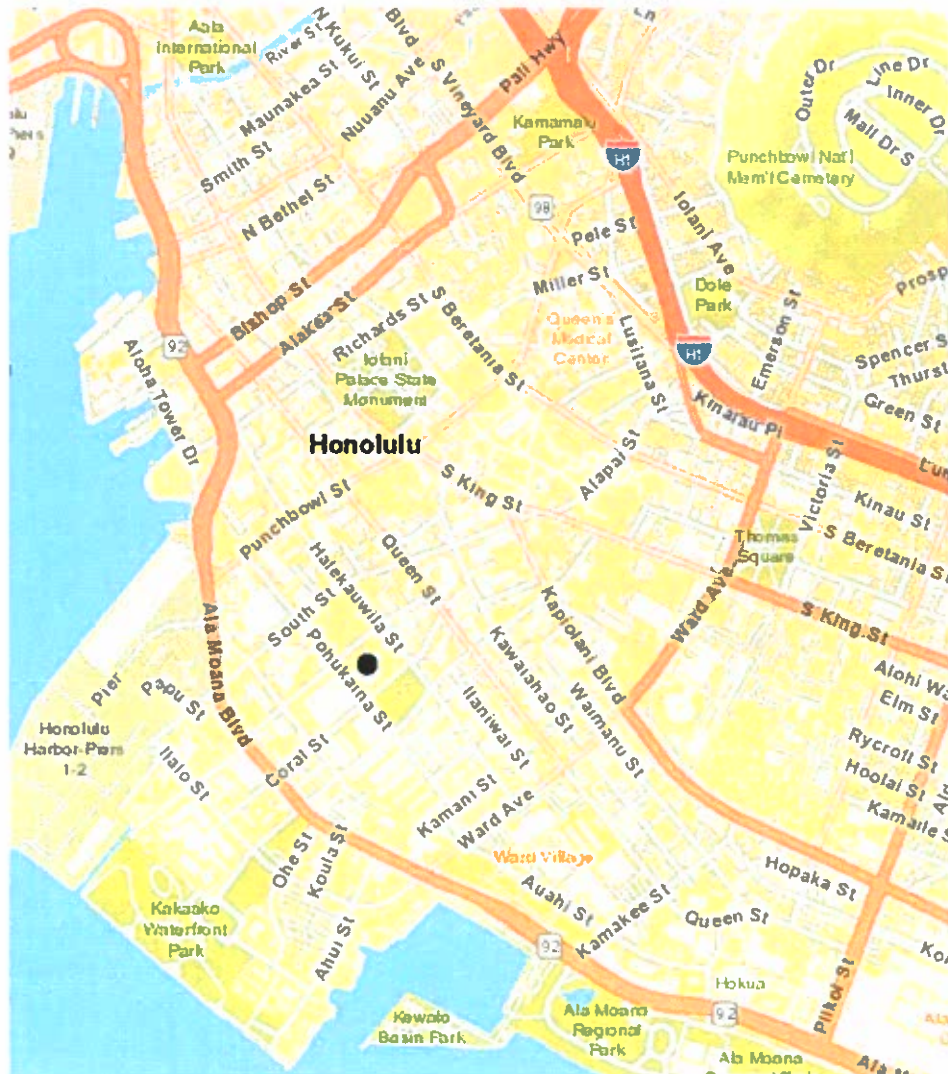 Aala
International
Park
River St
N Kukui St
Blvd
Pali Hwy
Ln
Outer Dr
Line Dr
Inner Dr
Mall Dr S
Maunakea St
Nuuanu Ave
S Vineyard Blvd
Kamamalu
Park
H1
Punchbowl Nat'l
Mem'l Cemetery
Smith St
N Bethel St
98
Pele St
Iolani Ave
Miller St
Dole
Park
Emerson St
Bishop St
Alakea St
Richards St
S Beretania St
Queen's
Medical
Center
Lusitana St
H1
Spencer S
Thurst
Green St
92
Aloha Tower Dr
Iolani
Palace State
Monument
Kinalau Pl
Honolulu
Alapai St
Victoria St
Kinau St
S King St
Punchbowl St
Thomas
Square
S Beretania St
Halekauwila St
Queen St
Ward Ave
S King St
South St
Pohukaina St
Kapiolani Blvd
Kawaiahao St
Waimanu St
Ala Moana Blvd
Pier
Honolulu
Harbor-Piers
1-2
Ilalo St
Coral St
Ilaniwai St
Elm St
Rycroft St
Hoolai St
Kamaile S
Kamani St
Ward Ave
Ward Village
Ohe St
Koula St
Auahi St
Kamakee St
Hopaka St
Queen St
Kakaako
Waterfront
Park
Ahui St
92
Hokua
Piikoi St
Kewalo
Basin Park
Ala Moana
Regional
Park
92
Ala Moana